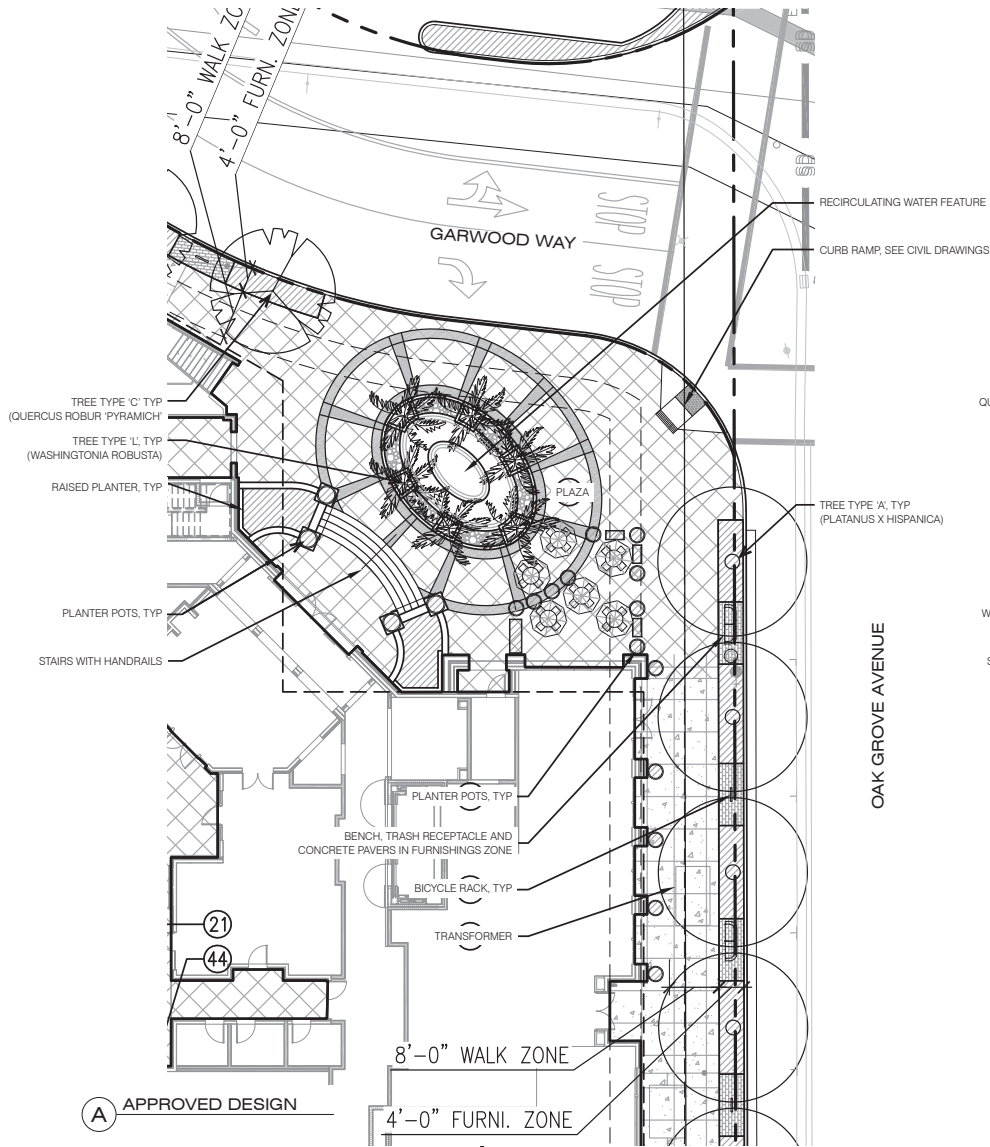 8'-0" WALK ZO
4'-0" FURN. ZONE
STOP
STOP
GARWOOD WAY
RECIRCULATING WATER FEATURE
CURB RAMP, SEE CIVIL DRAWINGS
TREE TYPE 'C' TYP
(QUERCUS ROBUR 'PYRAMICH'
QU
TREE TYPE 'L', TYP
(WASHINGTONIA ROBUSTA)
RAISED PLANTER, TYP
PLAZA
TREE TYPE 'A', TYP
(PLATANUS X HISPANICA)
PLANTER POTS, TYP
W
STAIRS WITH HANDRAILS
S
OAK GROVE AVENUE
PLANTER POTS, TYP
BENCH, TRASH RECEPTACLE AND
CONCRETE PAVERS IN FURNISHINGS ZONE
BICYCLE RACK, TYP
TRANSFORMER
21
44
8'-0" WALK ZONE
4'-0" FURNI. ZONE
A APPROVED DESIGN